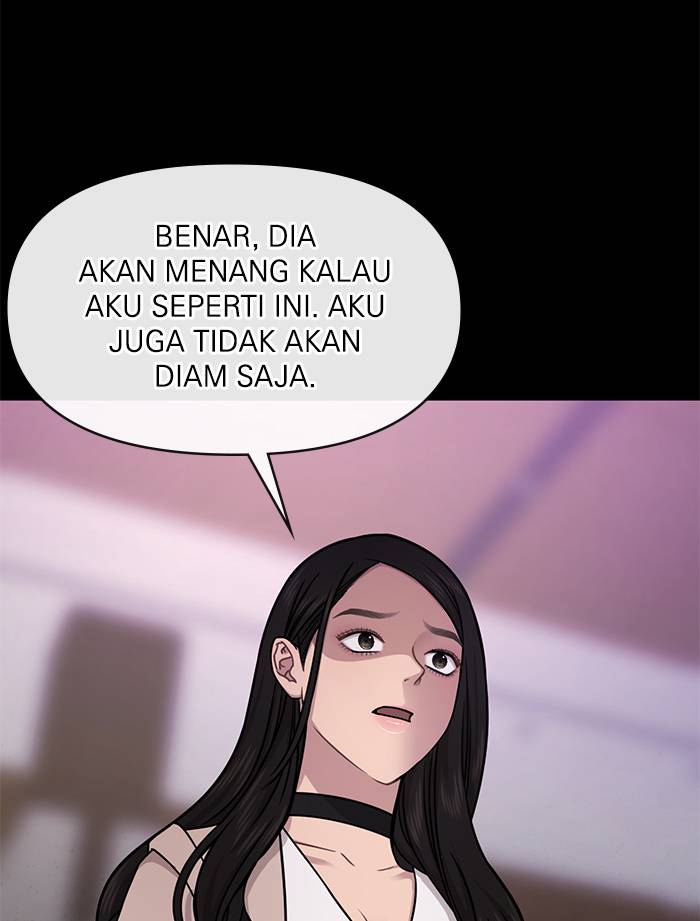 BENAR, DIA
AKAN MENANG KALAU
AKU SEPERTI INI. AKU
JUGA TIDAK AKAN
DIAM SAJA.